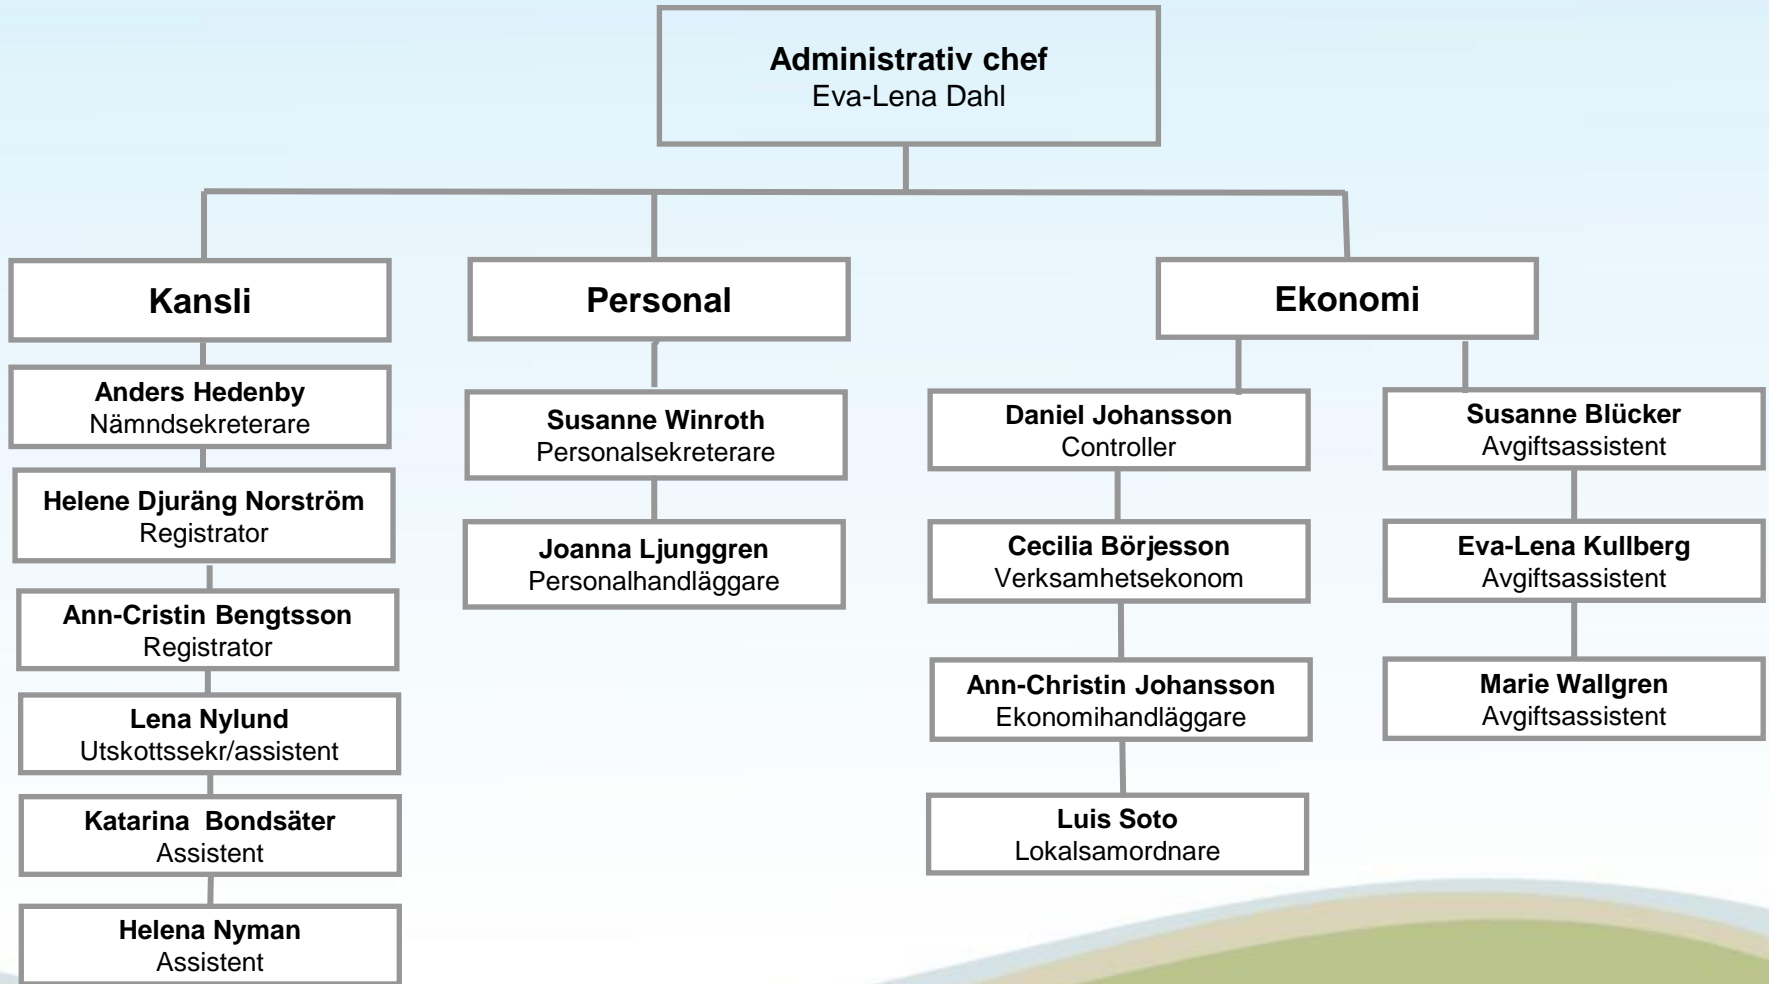 Administrativ chef
Eva-Lena Dahl
Kansli
Anders Hedenby
Nämndsekreterare
Helene Djuräng Norström
Registrator
Ann-Cristin Bengtsson
Registrator
Lena Nylund
Utskottssekr/assistent
Katarina  Bondsäter
Assistent
Helena Nyman
Assistent
Personal
Susanne Winroth
Personalsekreterare
Joanna Ljunggren
Personalhandläggare
Ekonomi
Daniel Johansson
Controller
Cecilia Börjesson
Verksamhetsekonom
Ann-Christin Johansson
Ekonomihandläggare
Luis Soto
Lokalsamordnare
Susanne Blücker
Avgiftsassistent
Eva-Lena Kullberg
Avgiftsassistent
Marie Wallgren
Avgiftsassistent